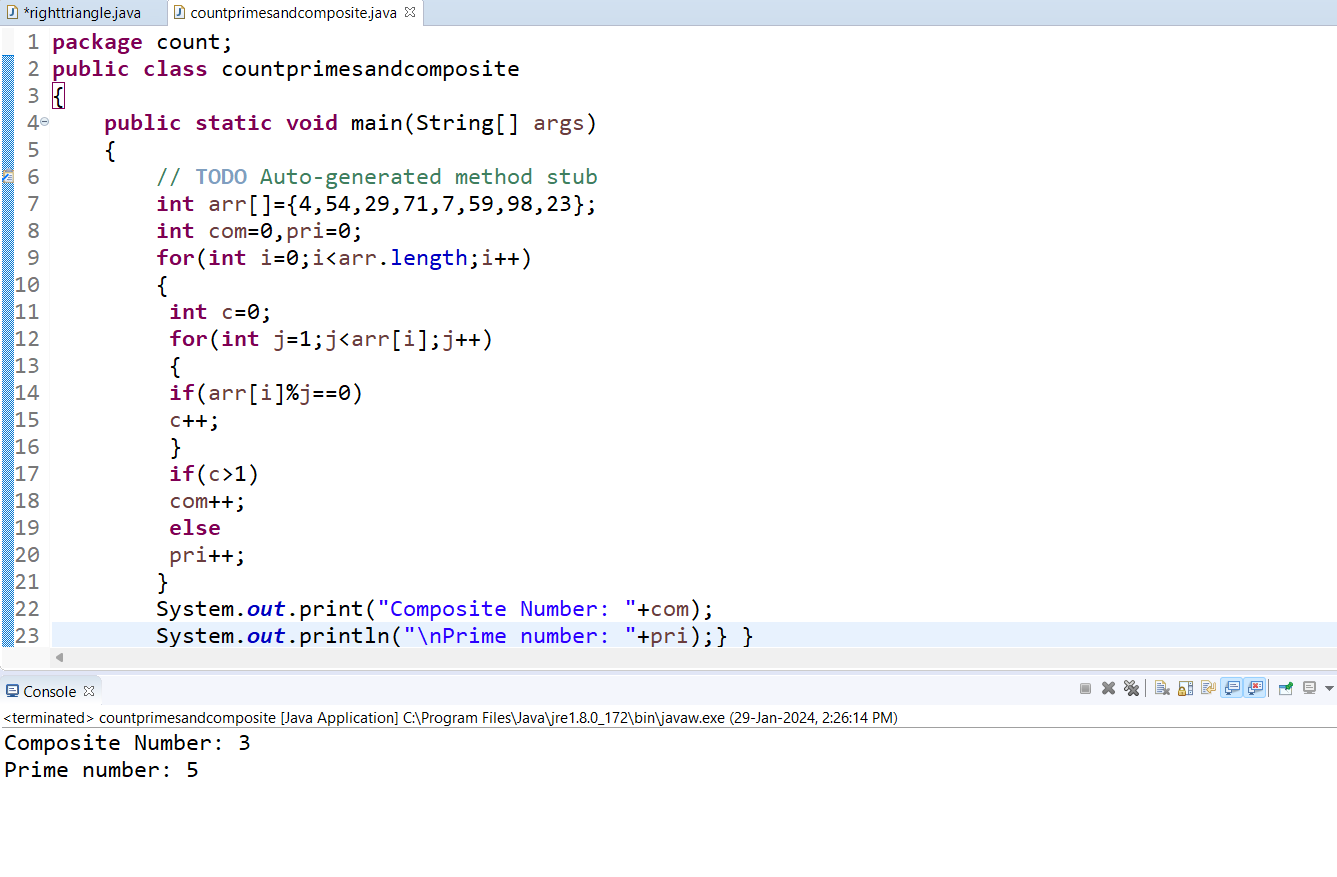 *righttriangle.java countprimesandcomposite.java
1 package count;
2 public class countprimesandcomposite
3 {
4 public static void main(String[] args)
5 {
6 // TODO Auto-generated method stub
7 int arr[]={4,54,29,71,7,59,98,23};
8 int com=0,pri=0;
9 for(int i=0;i<arr.length;i++)
10 {
11 int c=0;
12 for(int j=1;j<arr[i];j++)
13 {
14 if(arr[i]%j==0)
15 c++;
16 }
17 if(c>1)
18 com++;
19 else
20 pri++;
21 }
22 System.out.print("Composite Number: "+com);
23 System.out.println("\nPrime number: "+pri);} }
Console
<terminated> countprimesandcomposite [Java Application] C:\Program Files\Java\jre1.8.0_172\bin\javaw.exe (29-Jan-2024, 2:26:14 PM)
Composite Number: 3
Prime number: 5